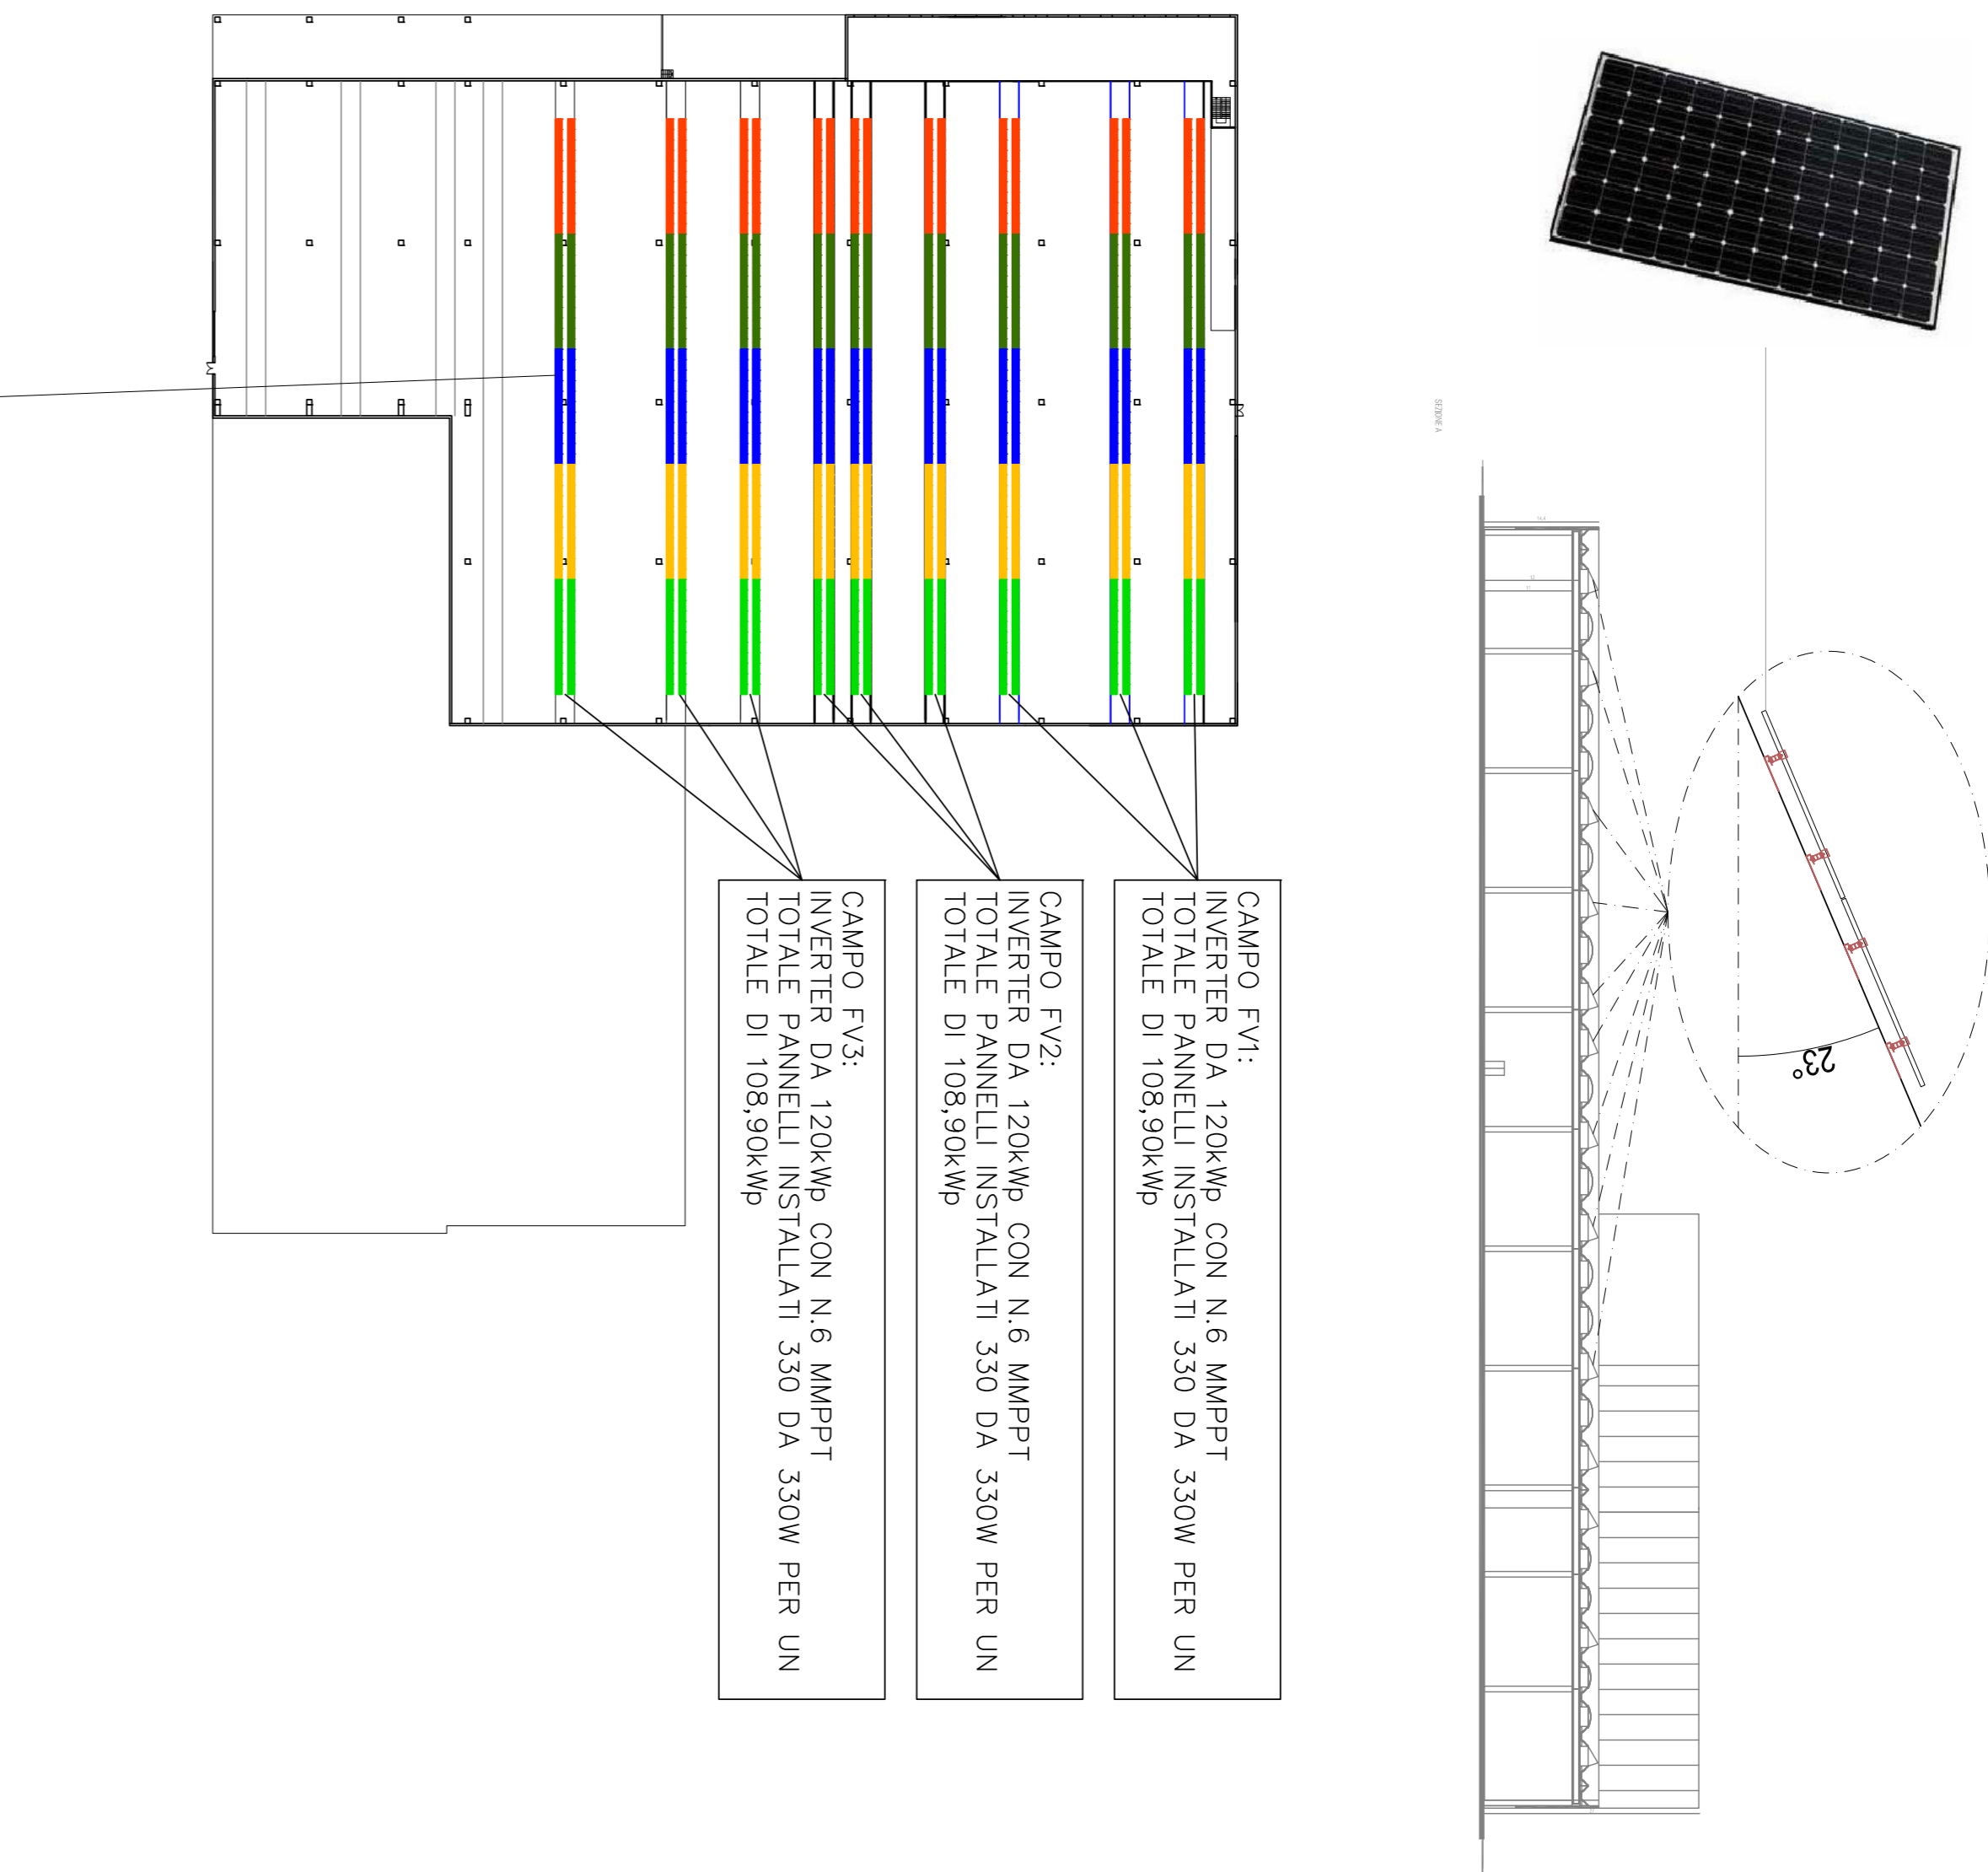 CAMPO FV1:
INVERTER DA 120kWp CON N.6 MMPPT
TOTALE PANNELLI INSTALLATI 330 DA 330W PER UN
TOTALE DI 108,90kWp
CAMPO FV2:
INVERTER DA 120kWp CON N.6 MMPPT
TOTALE PANNELLI INSTALLATI 330 DA 330W PER UN
TOTALE DI 108,90kWp
CAMPO FV3:
INVERTER DA 120kWp CON N.6 MMPPT
TOTALE PANNELLI INSTALLATI 330 DA 330W PER UN
TOTALE DI 108,90kWp
SEZIONE A
23°